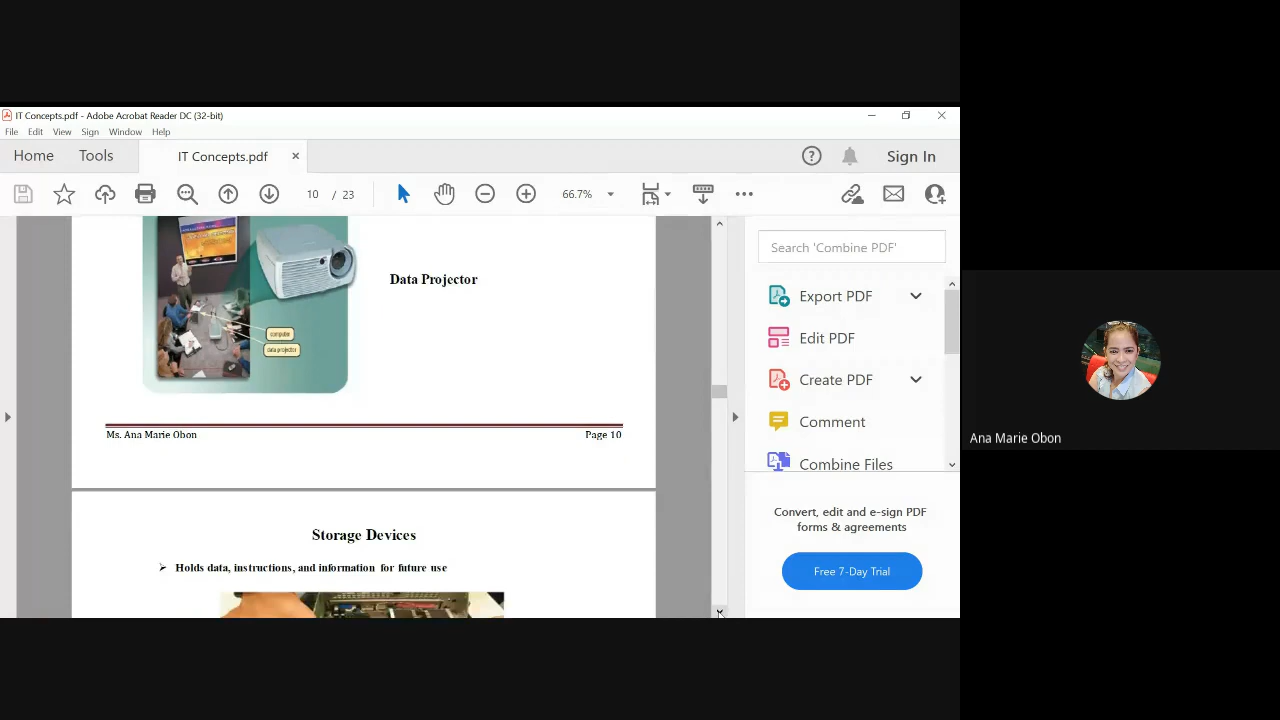 IT Concepts.pdf - Adobe Acrobat Reader DC (32-bit)
File Edit View Sign Window Help
Home Tools IT Concepts.pdf Sign In
10 / 23 66.7%
Search 'Combine PDF'
Data Projector
Export PDF
computer
Edit PDF
data projector
Create PDF
Comment
Ms. Ana Marie Obon Page 10
Combine Files
Ana Marie Obon
Convert, edit and e-sign PDF
forms & agreements
Storage Devices
Holds data, instructions, and information for future use
Free 7-Day Trial